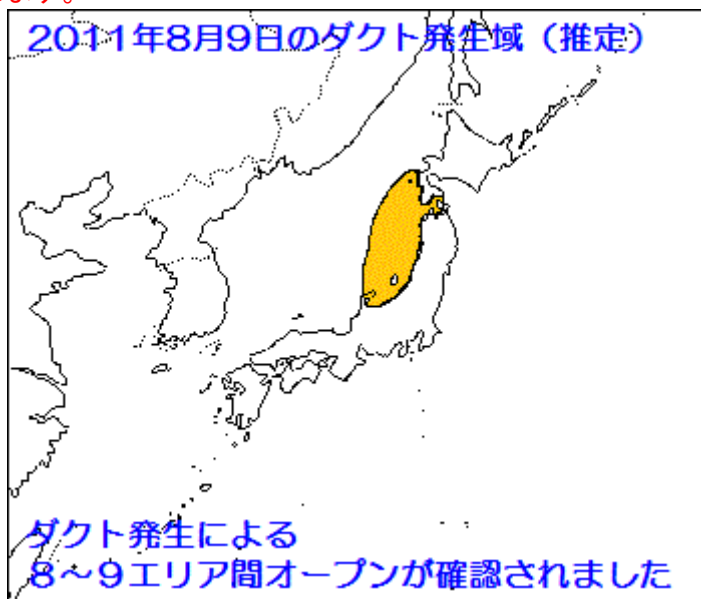 ます。
2011年8月9日のダクト発生域（推定）
ダクト発生による
8～9エリア間オープンが確認されました